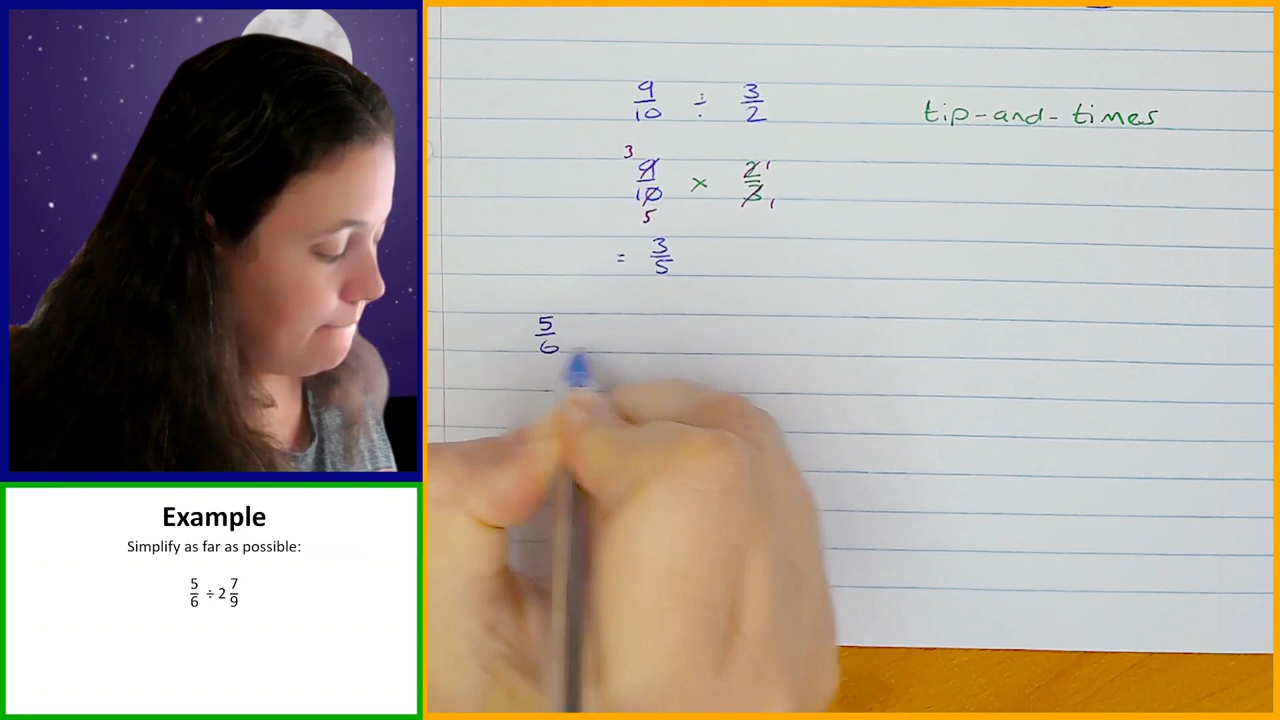 9/10 ÷ 3/2 tip-and-times
3
9/10 × 2/3 1
5 1
= 3/5
5/6
Example
Simplify as far as possible:
5/6 ÷ 2 7/9